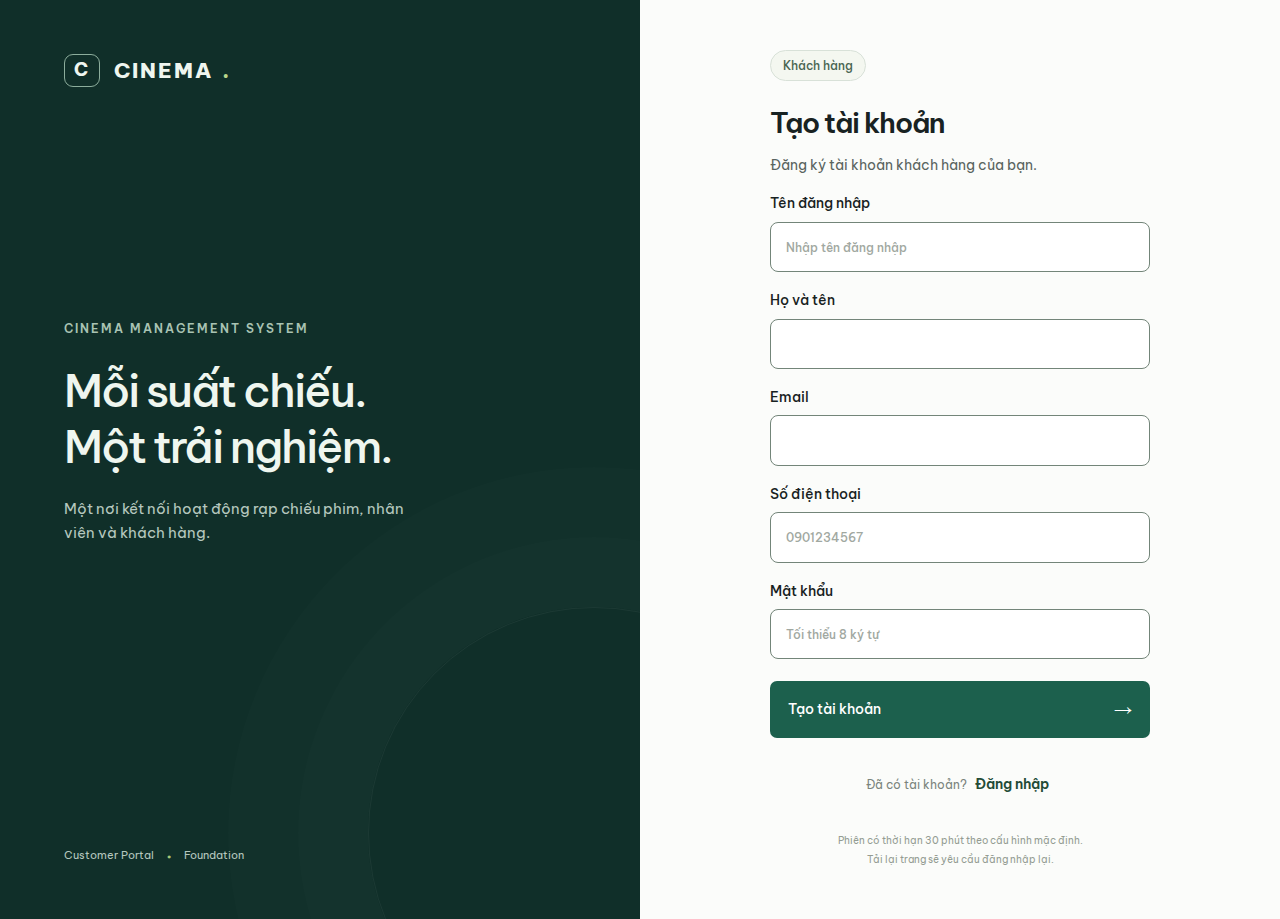 C CINEMA .
CINEMA MANAGEMENT SYSTEM
Mỗi suất chiếu.
Một trải nghiệm.
Một nơi kết nối hoạt động rạp chiếu phim, nhân
viên và khách hàng.
Customer Portal • Foundation
Khách hàng
Tạo tài khoản
Đăng ký tài khoản khách hàng của bạn.
Tên đăng nhập
Nhập tên đăng nhập
Họ và tên
Email
Số điện thoại
0901234567
Mật khẩu
Tối thiểu 8 ký tự
Tạo tài khoản →
Đã có tài khoản? Đăng nhập
Phiên có thời hạn 30 phút theo cấu hình mặc định.
Tải lại trang sẽ yêu cầu đăng nhập lại.